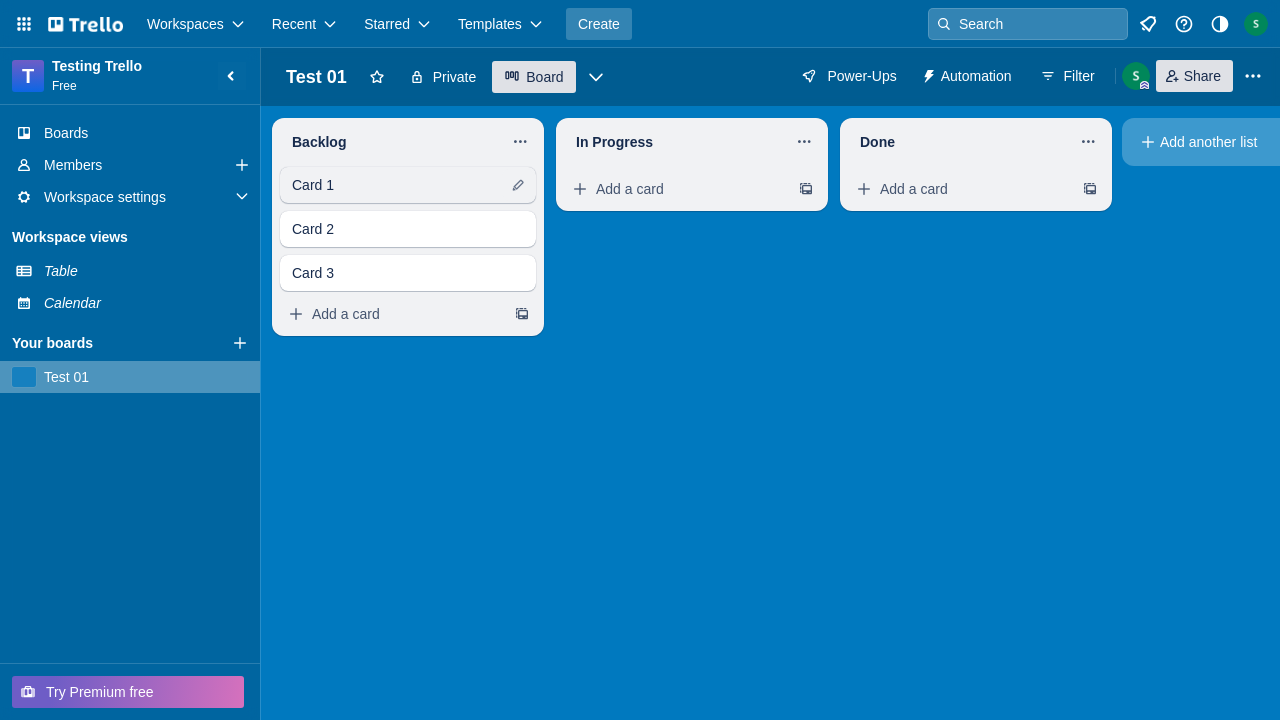 Trello
Workspaces
Recent
Starred
Templates
Create
Search
S
T
Testing Trello
Free
Boards
Members
Workspace settings
Workspace views
Table
Calendar
Your boards
Test 01
Try Premium free
Test 01
Private
Board
Power-Ups
Automation
Filter
S
Share
Backlog
Card 1
Card 2
Card 3
Add a card
In Progress
Add a card
Done
Add a card
Add another list